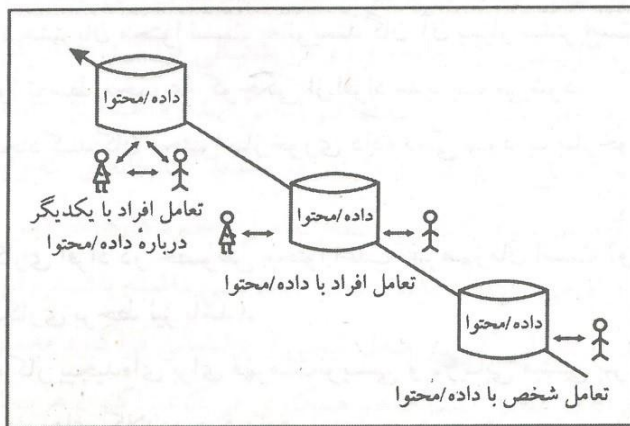 داده/محتوا
تعامل افراد با یکدیگر
دربارهٔ داده/محتوا
داده/محتوا
تعامل افراد با داده/محتوا
داده/محتوا
تعامل شخص با داده/محتوا